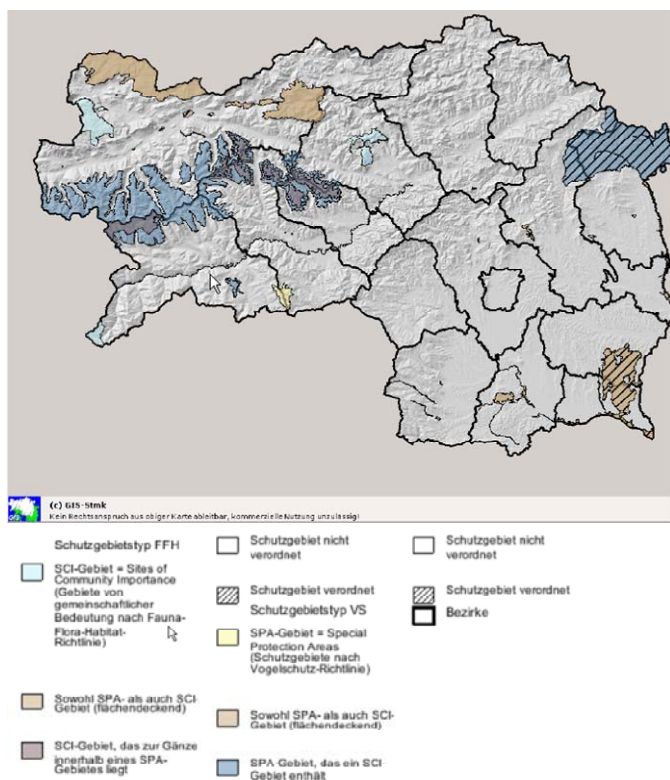 (c) GIS-Stmk
Kein Rechtsanspruch aus obiger Karte ableitbar, kommerzielle Nutzung unzulässig!
Schutzgebietstyp FFH
SCI-Gebiet = Sites of
Community Importance
(Gebiete von
gemeinschaftlicher
Bedeutung nach Fauna-
Flora-Habitat-
Richtlinie)
Sowohl SPA- als auch SCI-
Gebiet (flächendeckend)
SCI-Gebiet, das zur Gänze
innerhalb eines SPA-
Gebietes liegt
Schutzgebiet nicht
verordnet
Schutzgebiet verordnet
Schutzgebietstyp VS
SPA-Gebiet = Special
Protection Areas
(Schutzgebiete nach
Vogelschutz-Richtlinie)
Sowohl SPA- als auch SCI-
Gebiet (flächendeckend)
SPA-Gebiet, das ein SCI-
Gebiet enthält
Schutzgebiet nicht
verordnet
Schutzgebiet verordnet
Bezirke